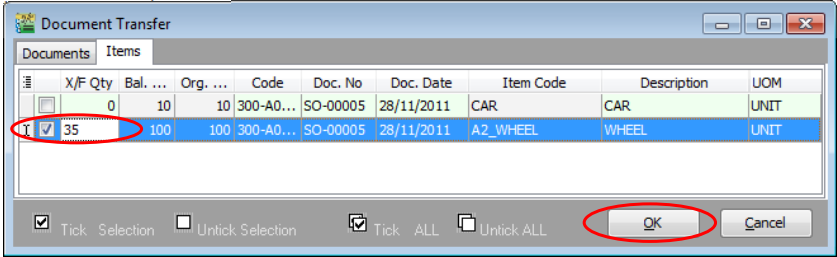 Document Transfer
Documents Items
X/F Qty Bal. ... Org. ... Code Doc. No Doc. Date Item Code Description UOM
0 10 10 300-A0... SO-00005 28/11/2011 CAR CAR UNIT
35 100 100 300-A0... SO-00005 28/11/2011 A2_WHEEL WHEEL UNIT
Tick Selection Untick Selection Tick ALL Untick ALL OK Cancel